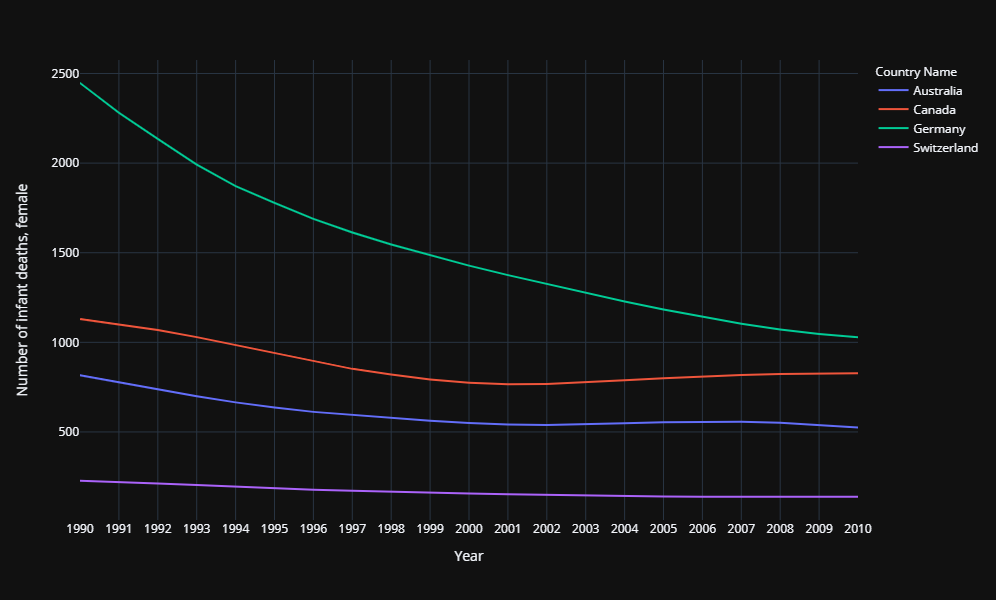 Number of infant deaths, female
2500
2000
1500
1000
500
1990 1991 1992 1993 1994 1995 1996 1997 1998 1999 2000 2001 2002 2003 2004 2005 2006 2007 2008 2009 2010
Year
Country Name
Australia
Canada
Germany
Switzerland